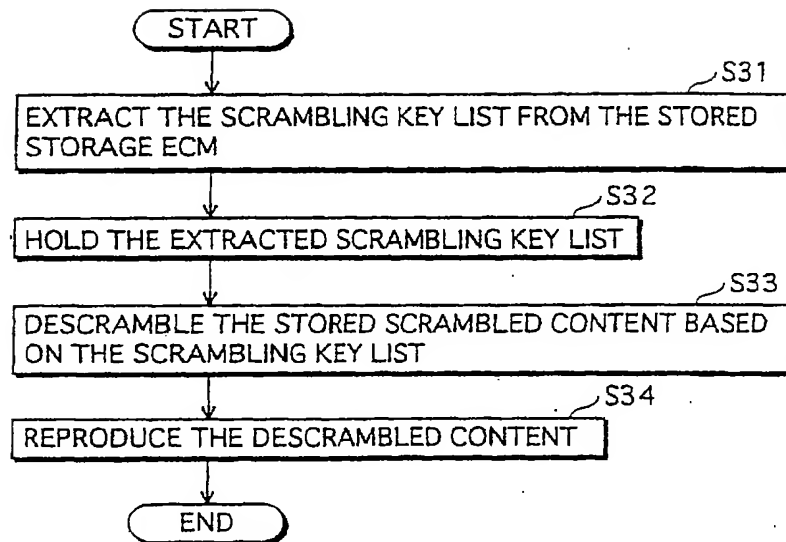 START
S31
EXTRACT THE SCRAMBLING KEY LIST FROM THE STORED
STORAGE ECM
S32
HOLD THE EXTRACTED SCRAMBLING KEY LIST
S33
DESCRAMBLE THE STORED SCRAMBLED CONTENT BASED
ON THE SCRAMBLING KEY LIST
S34
REPRODUCE THE DESCRAMBLED CONTENT
END